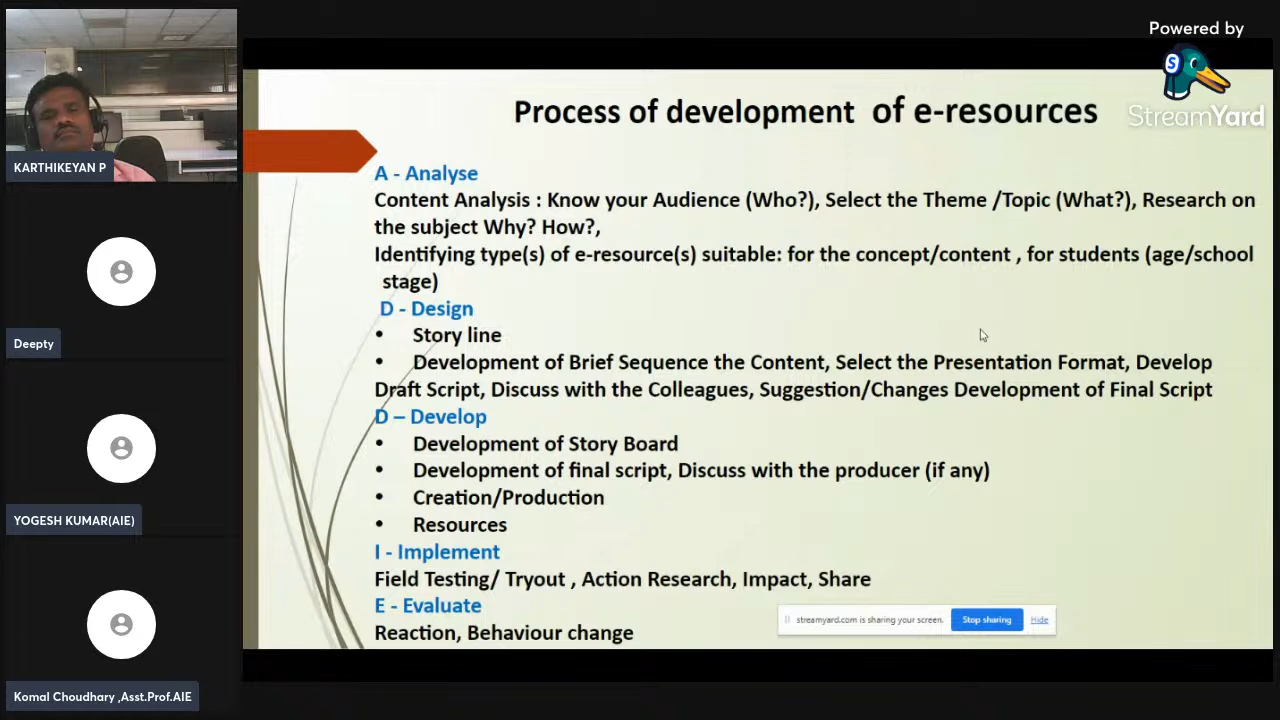 Powered by
S
StreamYard
KARTHIKEYAN P
Deepty
YOGESH KUMAR(AIE)
Komal Choudhary ,Asst.Prof.AIE
Process of development of e-resources
A - Analyse
Content Analysis : Know your Audience (Who?), Select the Theme /Topic (What?), Research on
the subject Why? How?,
Identifying type(s) of e-resource(s) suitable: for the concept/content , for students (age/school
stage)
D - Design
• Story line
• Development of Brief Sequence the Content, Select the Presentation Format, Develop
Draft Script, Discuss with the Colleagues, Suggestion/Changes Development of Final Script
D – Develop
• Development of Story Board
• Development of final script, Discuss with the producer (if any)
• Creation/Production
• Resources
I - Implement
Field Testing/ Tryout , Action Research, Impact, Share
E - Evaluate
Reaction, Behaviour change
streamyard.com is sharing your screen. Stop sharing Hide